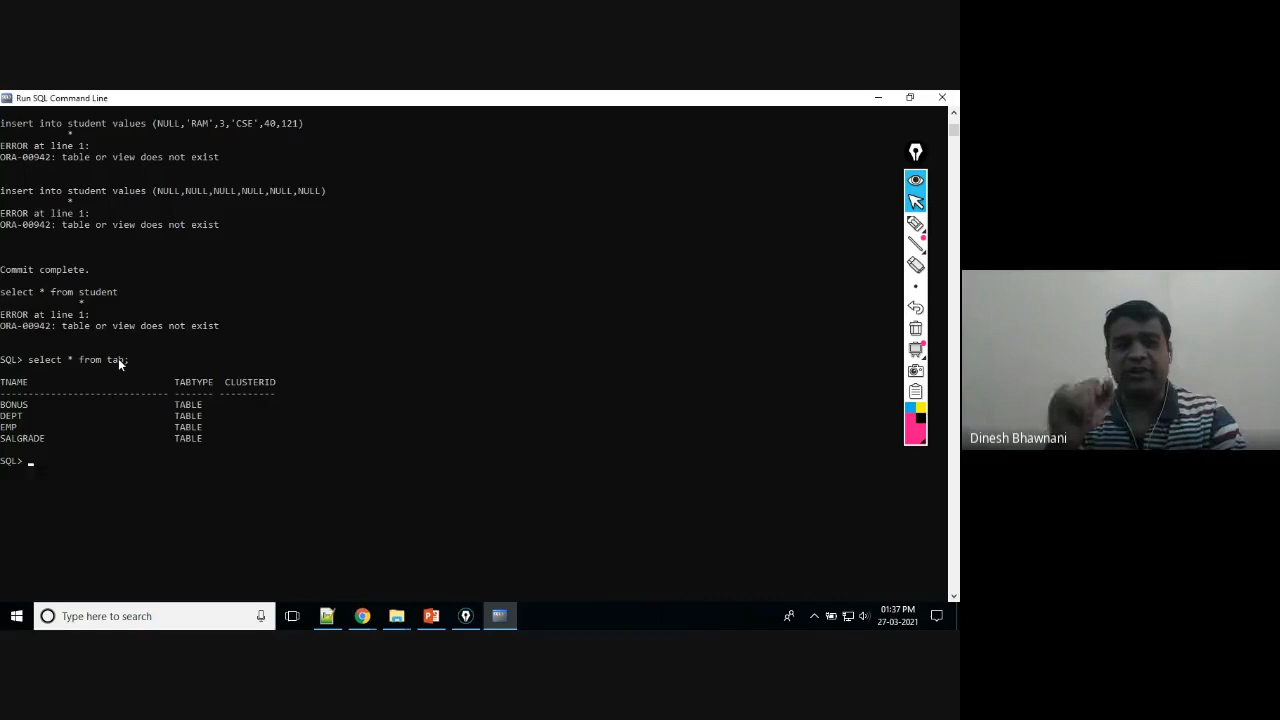 Run SQL Command Line
insert into student values (NULL,'RAM',3,'CSE',40,121)
*
ERROR at line 1:
ORA-00942: table or view does not exist
insert into student values (NULL,NULL,NULL,NULL,NULL,NULL)
*
ERROR at line 1:
ORA-00942: table or view does not exist
Commit complete.
select * from student
*
ERROR at line 1:
ORA-00942: table or view does not exist
SQL> select * from tab;
TNAME TABTYPE CLUSTERID
------------------------------ ------- ----------
BONUS TABLE
DEPT TABLE
EMP TABLE
SALGRADE TABLE
SQL>
Dinesh Bhawnani
Type here to search
01:37 PM
27-03-2021